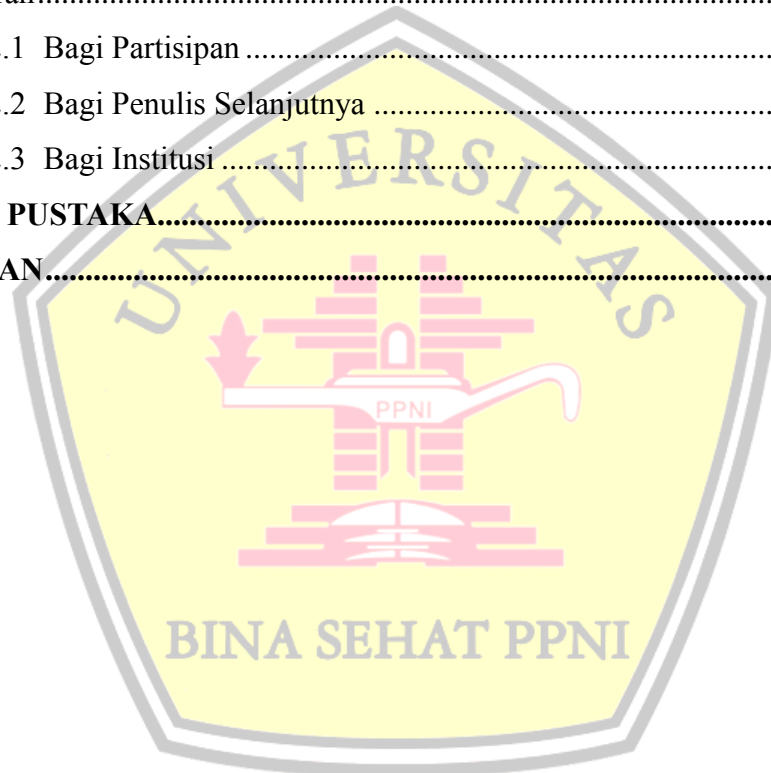 .1 Bagi Partisipan ................................................................
.2 Bagi Penulis Selanjutnya ................................................
.3 Bagi Institusi ...................................................................
PUSTAKA............................................................................
AN..........................................................................................
UNIVERSITAS
PPNI
BINA SEHAT PPNI